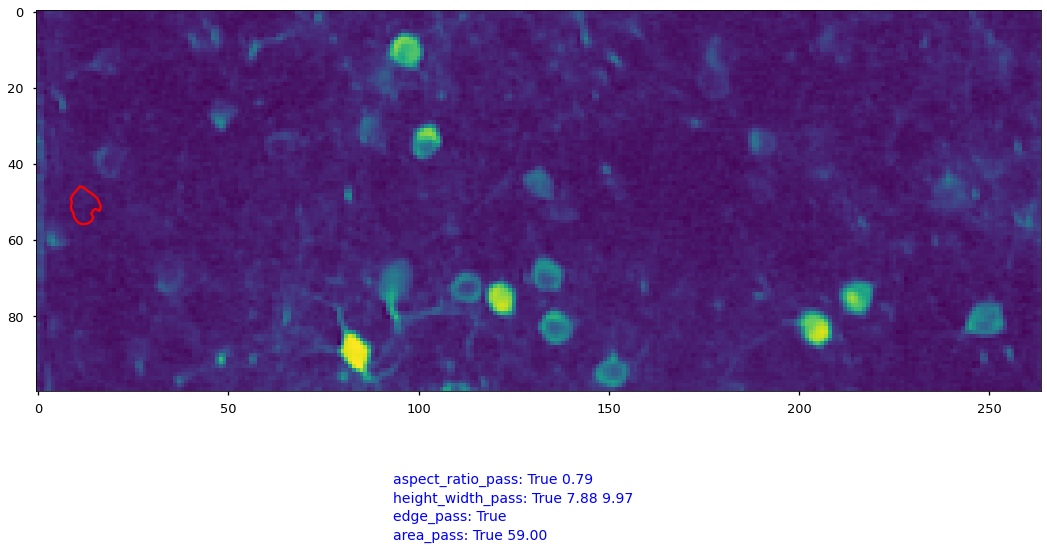 0
20
40
60
80
0 50 100 150 200 250
aspect_ratio_pass: True 0.79
height_width_pass: True 7.88 9.97
edge_pass: True
area_pass: True 59.00